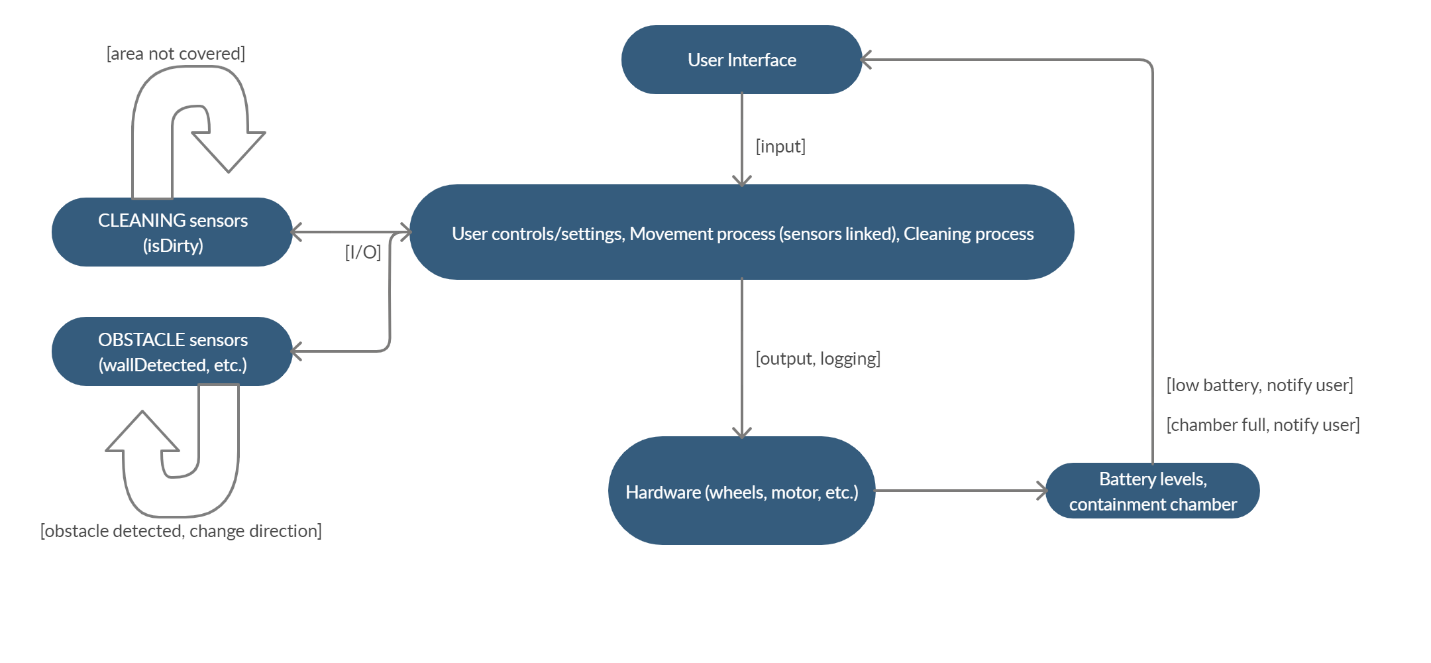 [area not covered]
User Interface
[input]
CLEANING sensors
(isDirty)
[I/O]
User controls/settings, Movement process (sensors linked), Cleaning process
OBSTACLE sensors
(wallDetected, etc.)
[output, logging]
[low battery, notify user]
[chamber full, notify user]
Hardware (wheels, motor, etc.)
Battery levels,
containment chamber
[obstacle detected, change direction]